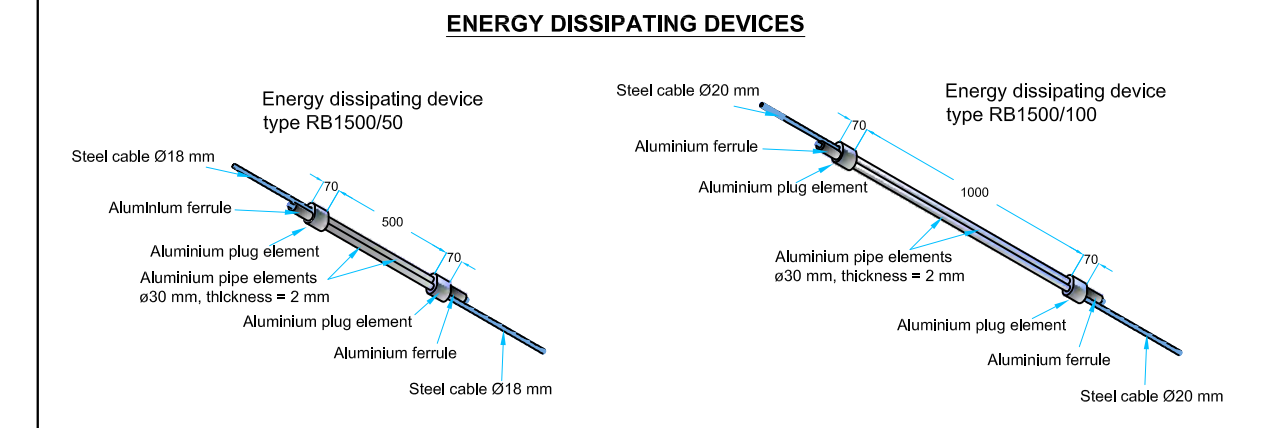 ENERGY DISSIPATING DEVICES
Energy dissipating device
type RB1500/50
Steel cable Ø18 mm
70
Aluminium ferrule
500
Aluminium plug element
70
Aluminium pipe elements
ø30 mm, thickness = 2 mm
Aluminium plug element
Aluminium ferrule
Steel cable Ø18 mm
Energy dissipating device
type RB1500/100
Steel cable Ø20 mm
70
Aluminium ferrule
Aluminium plug element
1000
Aluminium pipe elements
ø30 mm, thickness = 2 mm
70
Aluminium plug element
Aluminium ferrule
Steel cable Ø20 mm